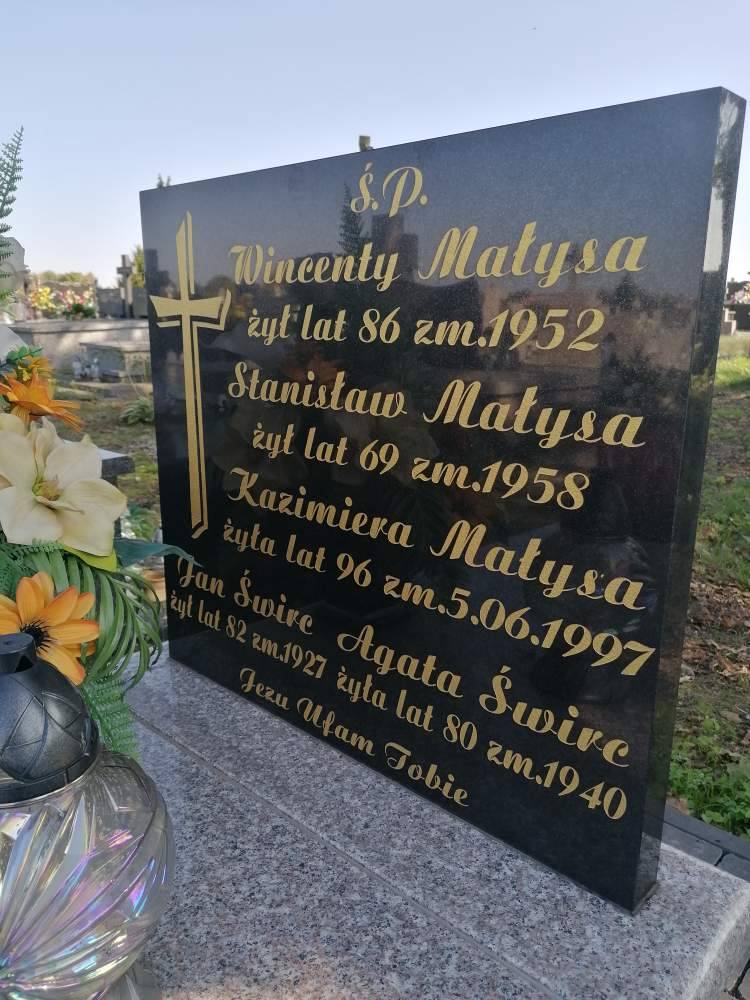 Ś.P.
Wincenty Małysa
żył lat 86 zm.1952
Stanisław Małysa
żył lat 69 zm.1958
Kazimiera Małysa
żyła lat 96 zm.5.06.1997
Jan Świrc Agata Świrc
żył lat 82 zm.1927 żyła lat 80 zm.1940
Jezu Ufam Tobie